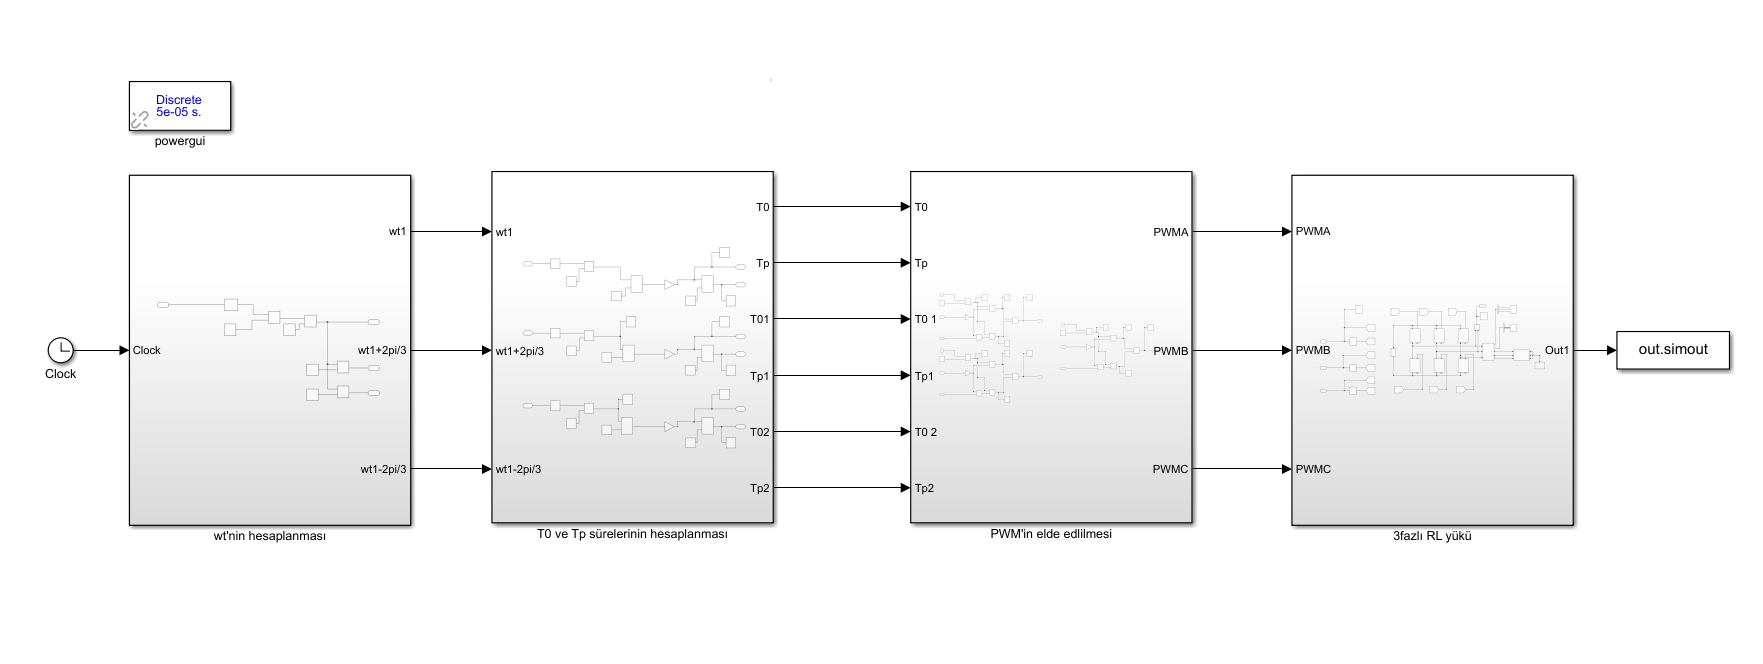 Discrete
5e-05 s.
powergui
Clock
Clock
wt1
wt1+2pi/3
wt1-2pi/3
wt'nin hesaplanması
wt1
wt1+2pi/3
wt1-2pi/3
T0
Tp
T01
Tp1
T02
Tp2
T0 ve Tp sürelerinin hesaplanması
T0
Tp
T0 1
Tp1
T0 2
Tp2
PWMA
PWMB
PWMC
PWM'in elde edlilmesi
PWMA
PWMB
PWMC
Out1
3fazlı RL yükü
out.simout